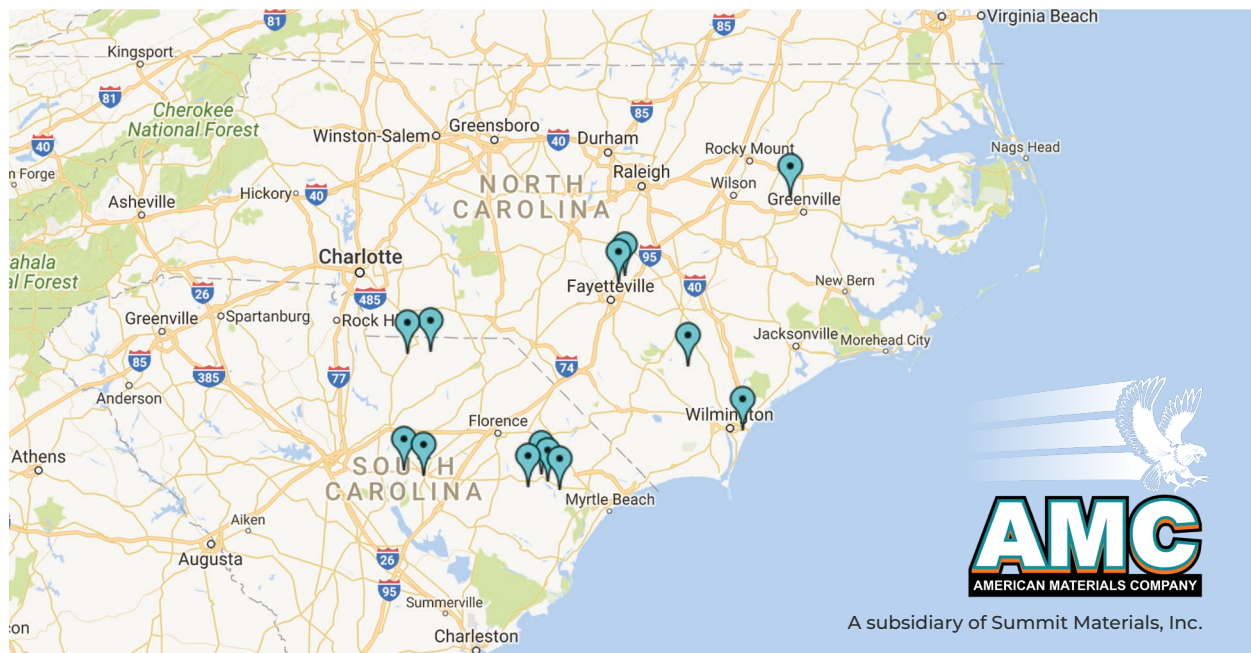 81
85
Virginia Beach
Kingsport
81
Cherokee
National Forest
85
40
Winston-Salem
Greensboro
40
Durham
Rocky Mount
Nags Head
n Forge
Hickory
40
Raleigh
Wilson
NORTH
CAROLINA
Asheville
Greenville
Charlotte
95
ahala
al Forest
26
485
Fayetteville
40
New Bern
Greenville
Spartanburg
Rock H
Jacksonville
Morehead City
85
385
77
74
Anderson
Florence
Wilmington
Athens
SOUTH
CAROLINA
Myrtle Beach
Aiken
Augusta
26
95
Summerville
con
Charleston
AMC
AMERICAN MATERIALS COMPANY
A subsidiary of Summit Materials, Inc.